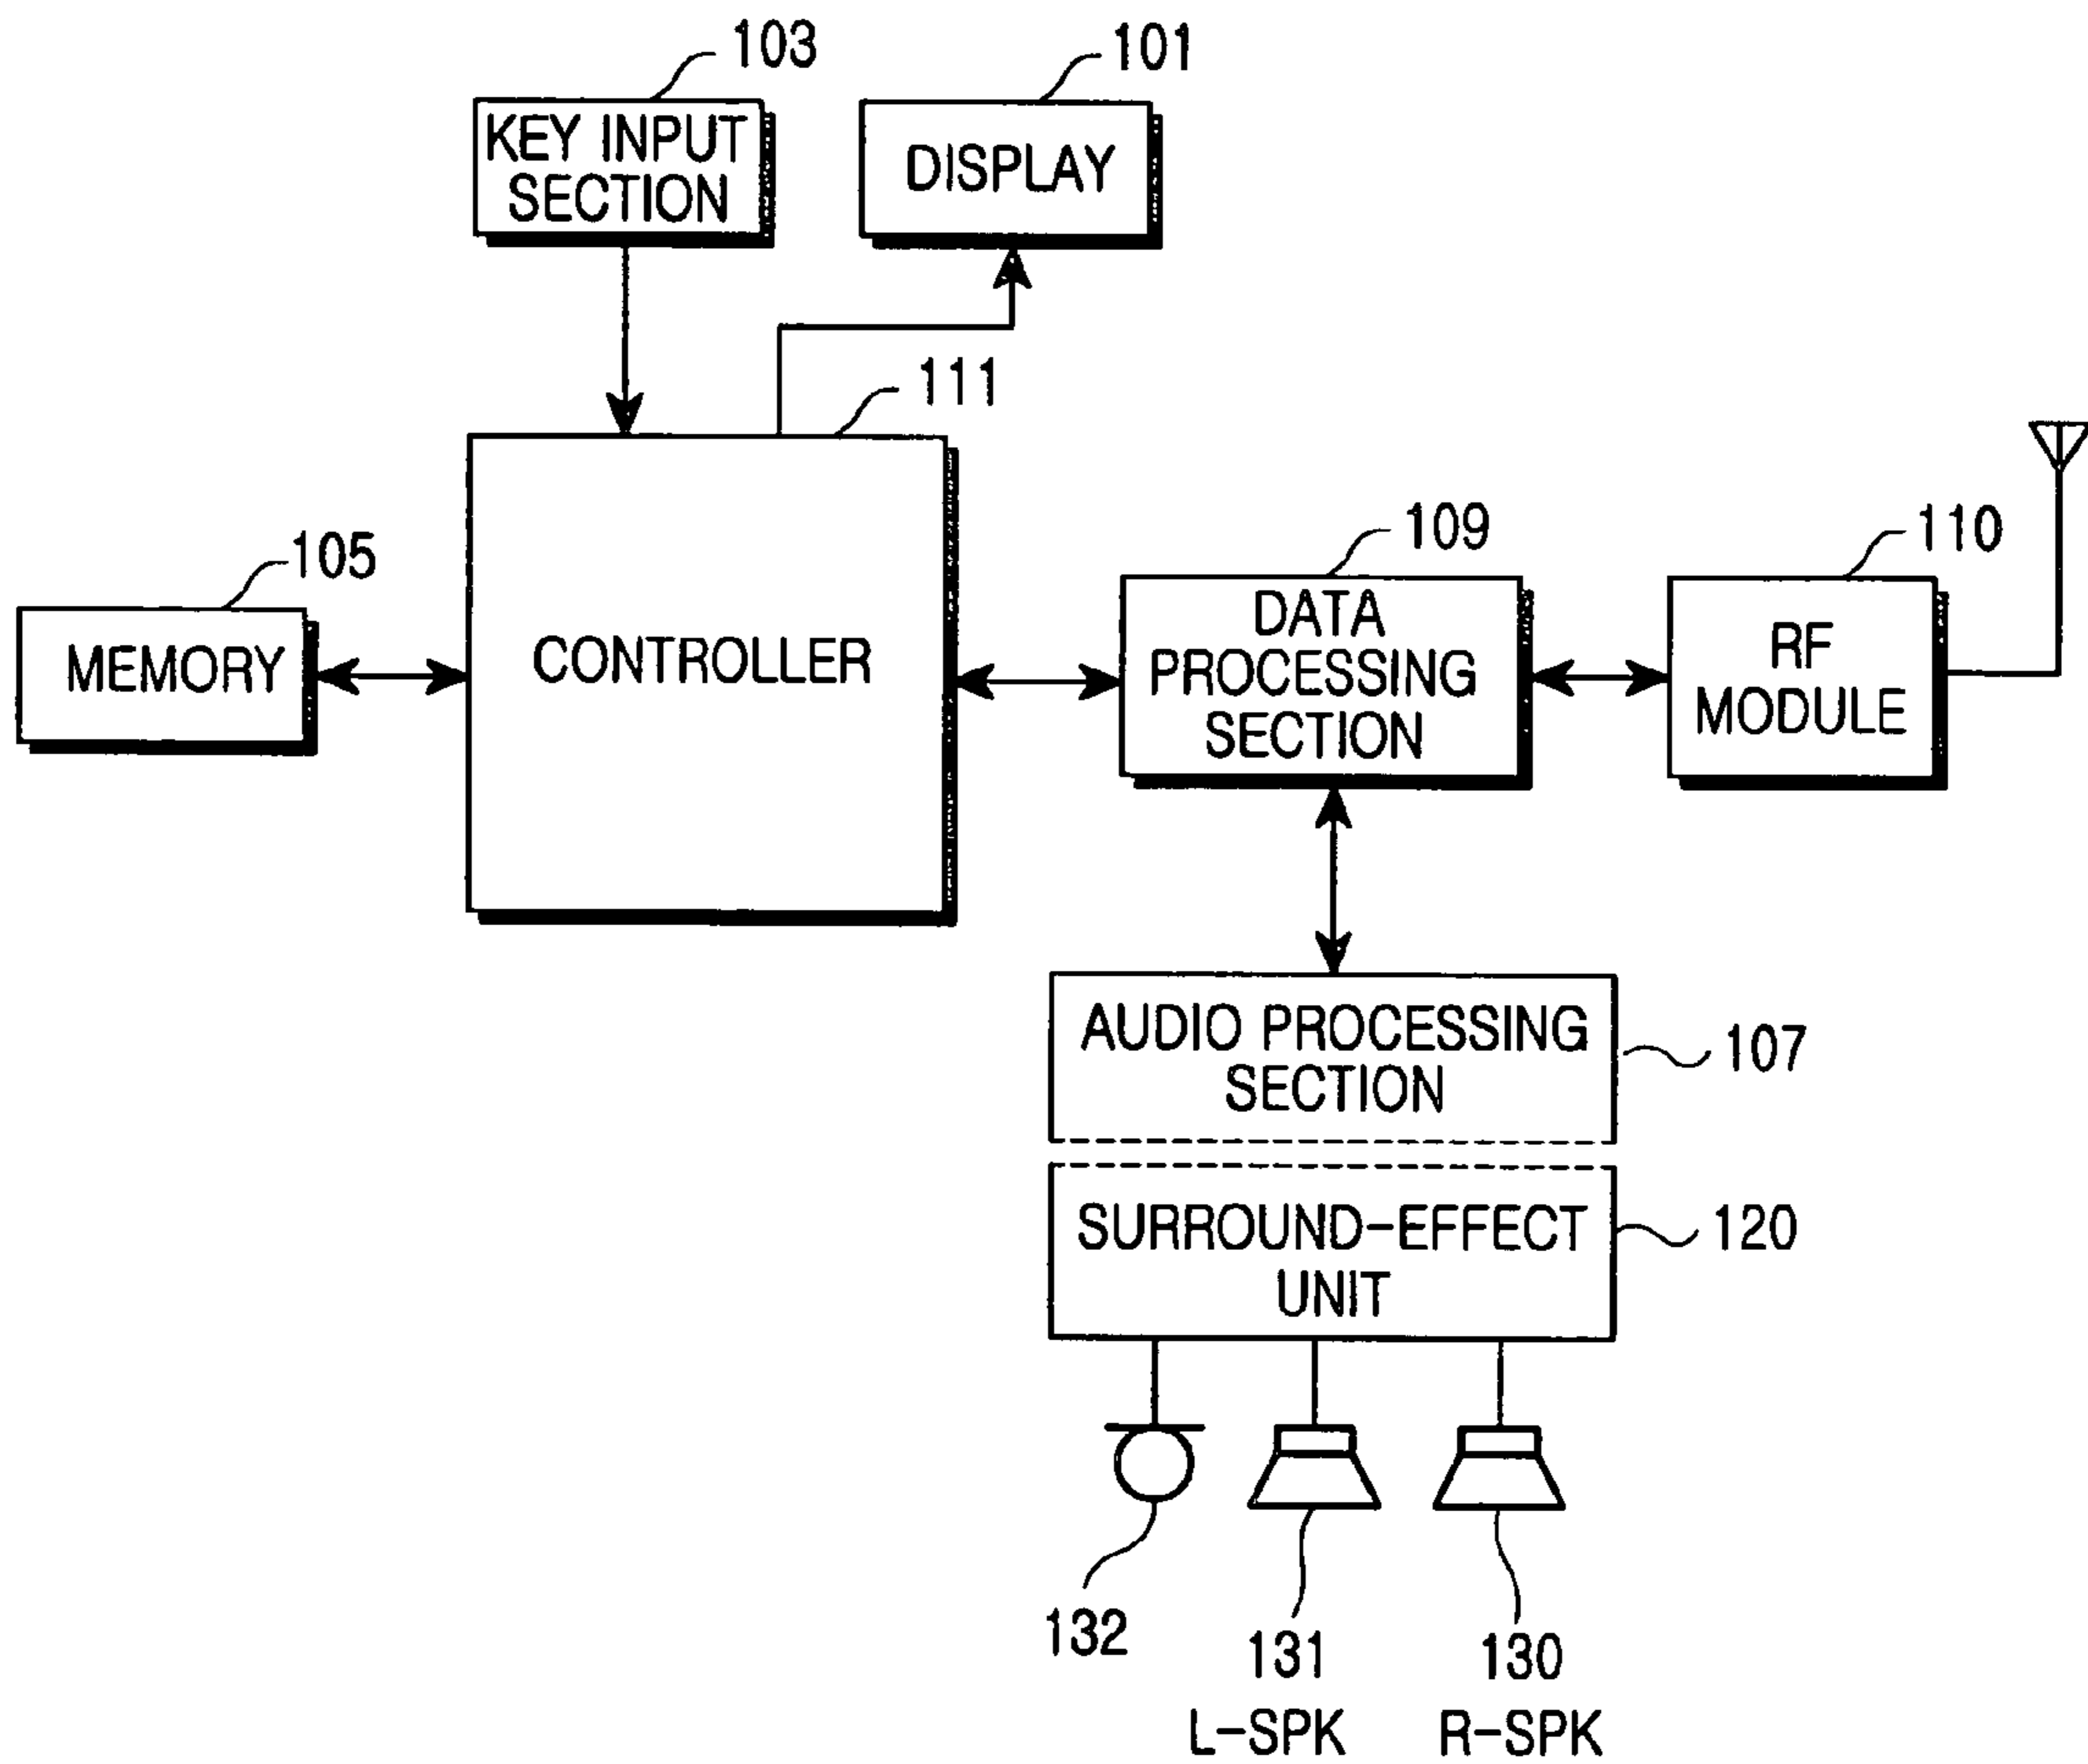 103
101
KEY INPUT
SECTION
DISPLAY
111
105
109
110
MEMORY
CONTROLLER
DATA
PROCESSING
SECTION
RF
MODULE
AUDIO PROCESSING
SECTION
107
SURROUND-EFFECT
UNIT
120
132
131
L-SPK
130
R-SPK